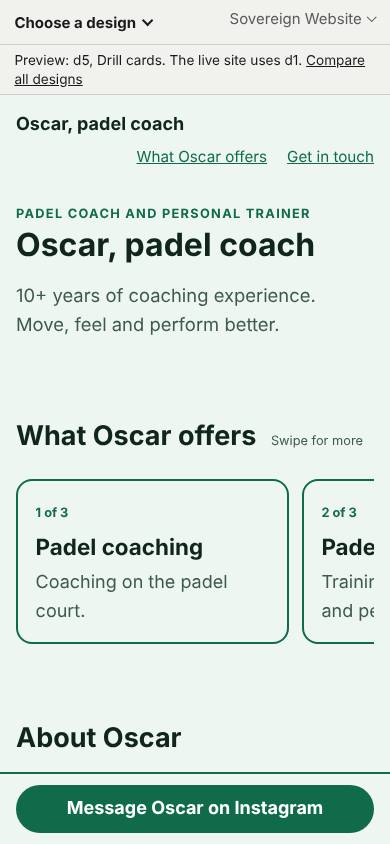 Choose a design
Sovereign Website
Preview: d5, Drill cards. The live site uses d1. Compare
all designs
Oscar, padel coach
What Oscar offers
Get in touch
PADEL COACH AND PERSONAL TRAINER
Oscar, padel coach
10+ years of coaching experience.
Move, feel and perform better.
What Oscar offers
Swipe for more
1 of 3
Padel coaching
Coaching on the padel
court.
2 of 3
and
About Oscar
Message Oscar on Instagram